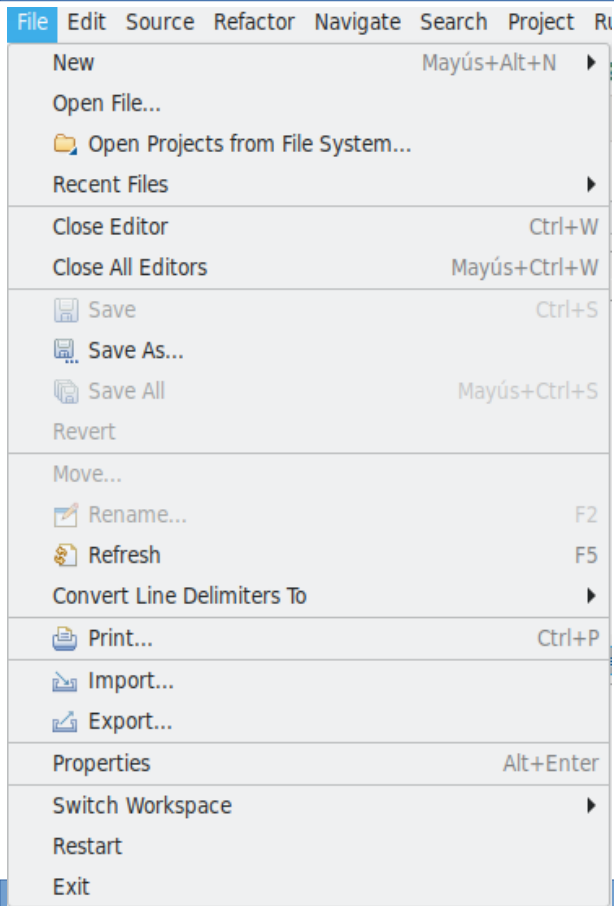 File Edit Source Refactor Navigate Search Project
New Mayús+Alt+N
Open File...
Open Projects from File System...
Recent Files
Close Editor Ctrl+W
Close All Editors Mayús+Ctrl+W
Save Ctrl+S
Save As...
Save All Mayús+Ctrl+S
Revert
Move...
Rename... F2
Refresh F5
Convert Line Delimiters To
Print... Ctrl+P
Import...
Export...
Properties Alt+Enter
Switch Workspace
Restart
Exit